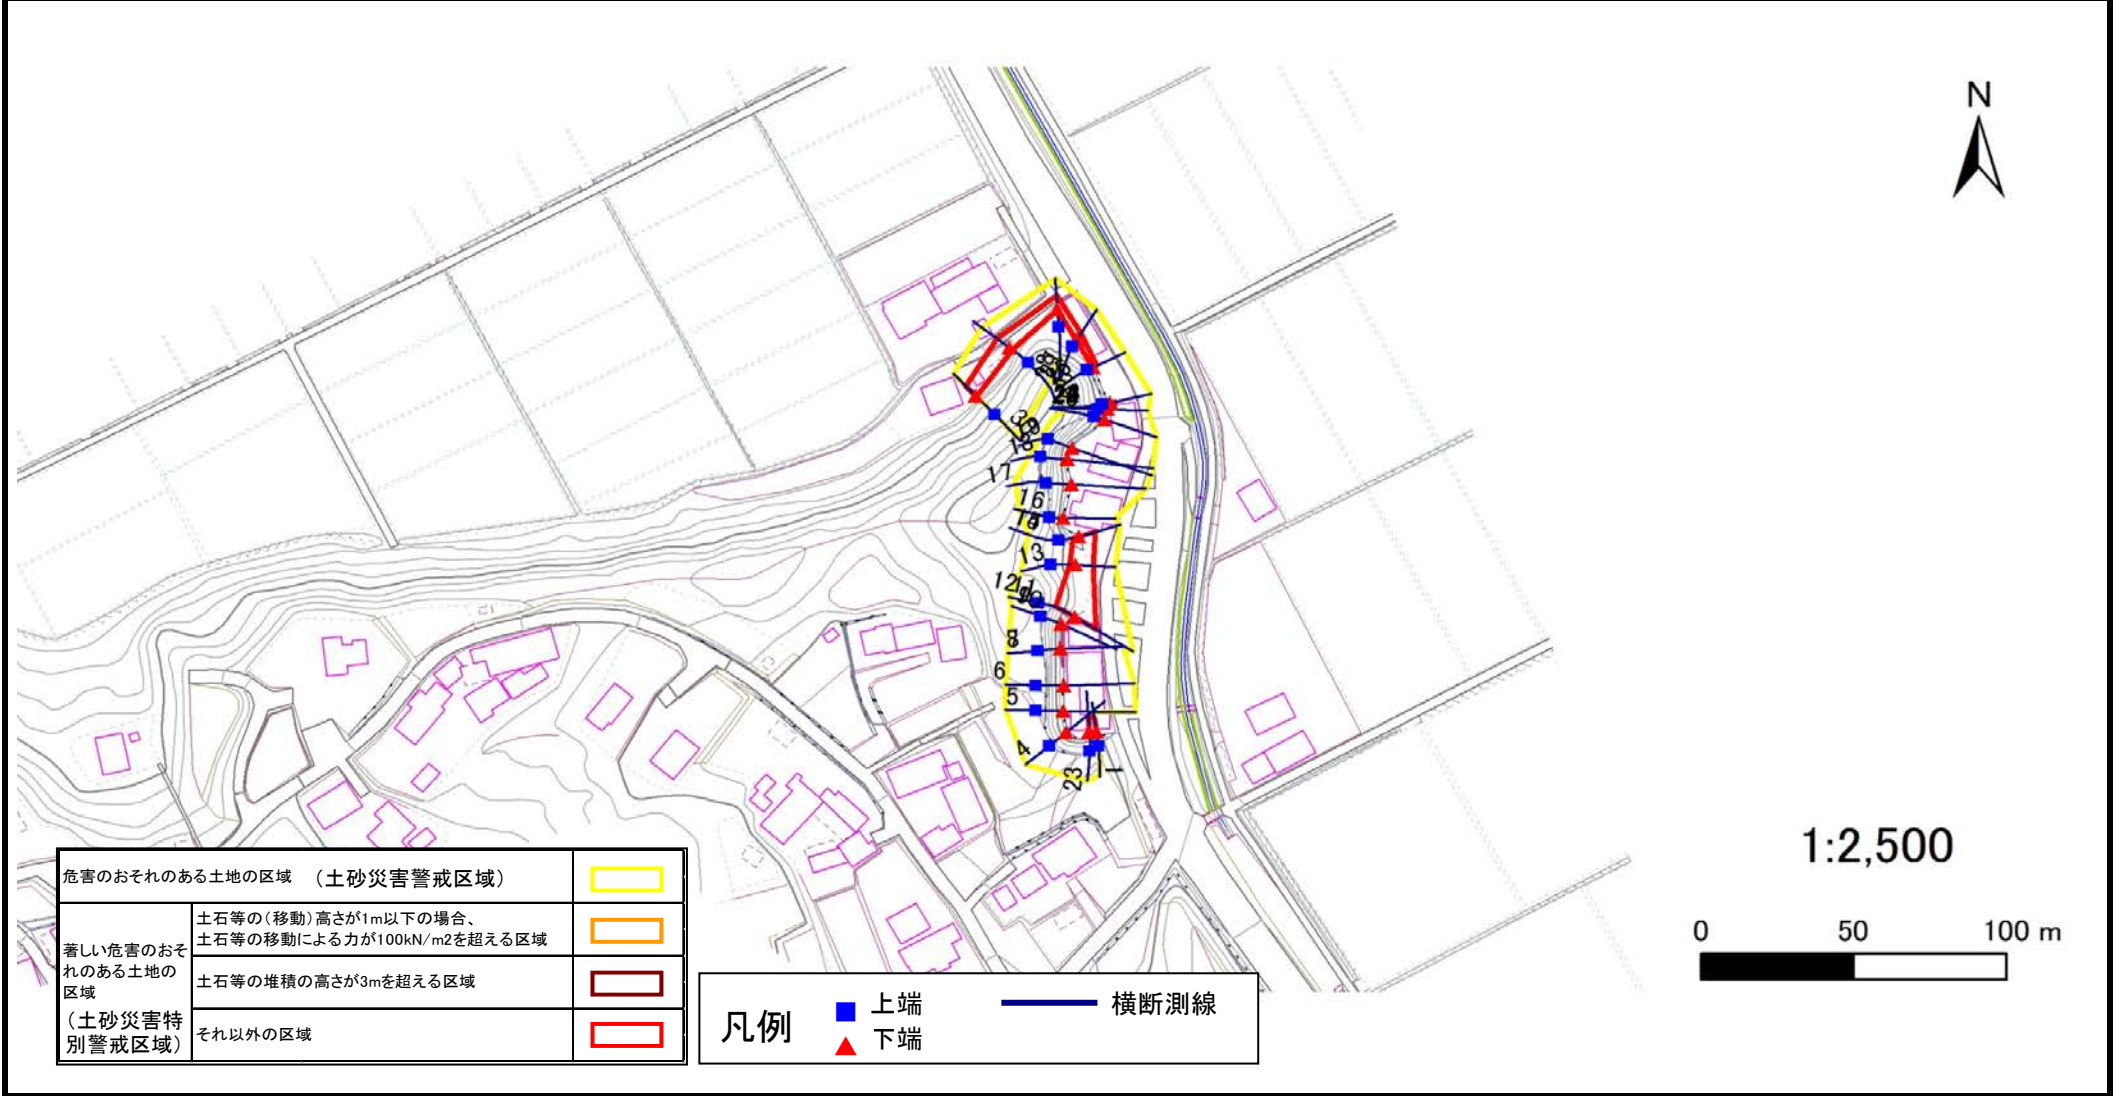 N
17
16
13
12
8
6
5
4
23
1
1:2,500
0 50 100 m
危害のおそれのある土地の区域 (土砂災害警戒区域)
著しい危害のおそ
れのある土地の
区域
(土砂災害特
別警戒区域)
土石等の(移動)高さが1m以下の場合、
土石等の移動による力が100kN/m2を超える区域
土石等の堆積の高さが3mを超える区域
それ以外の区域
凡例
上端
下端
横断測線